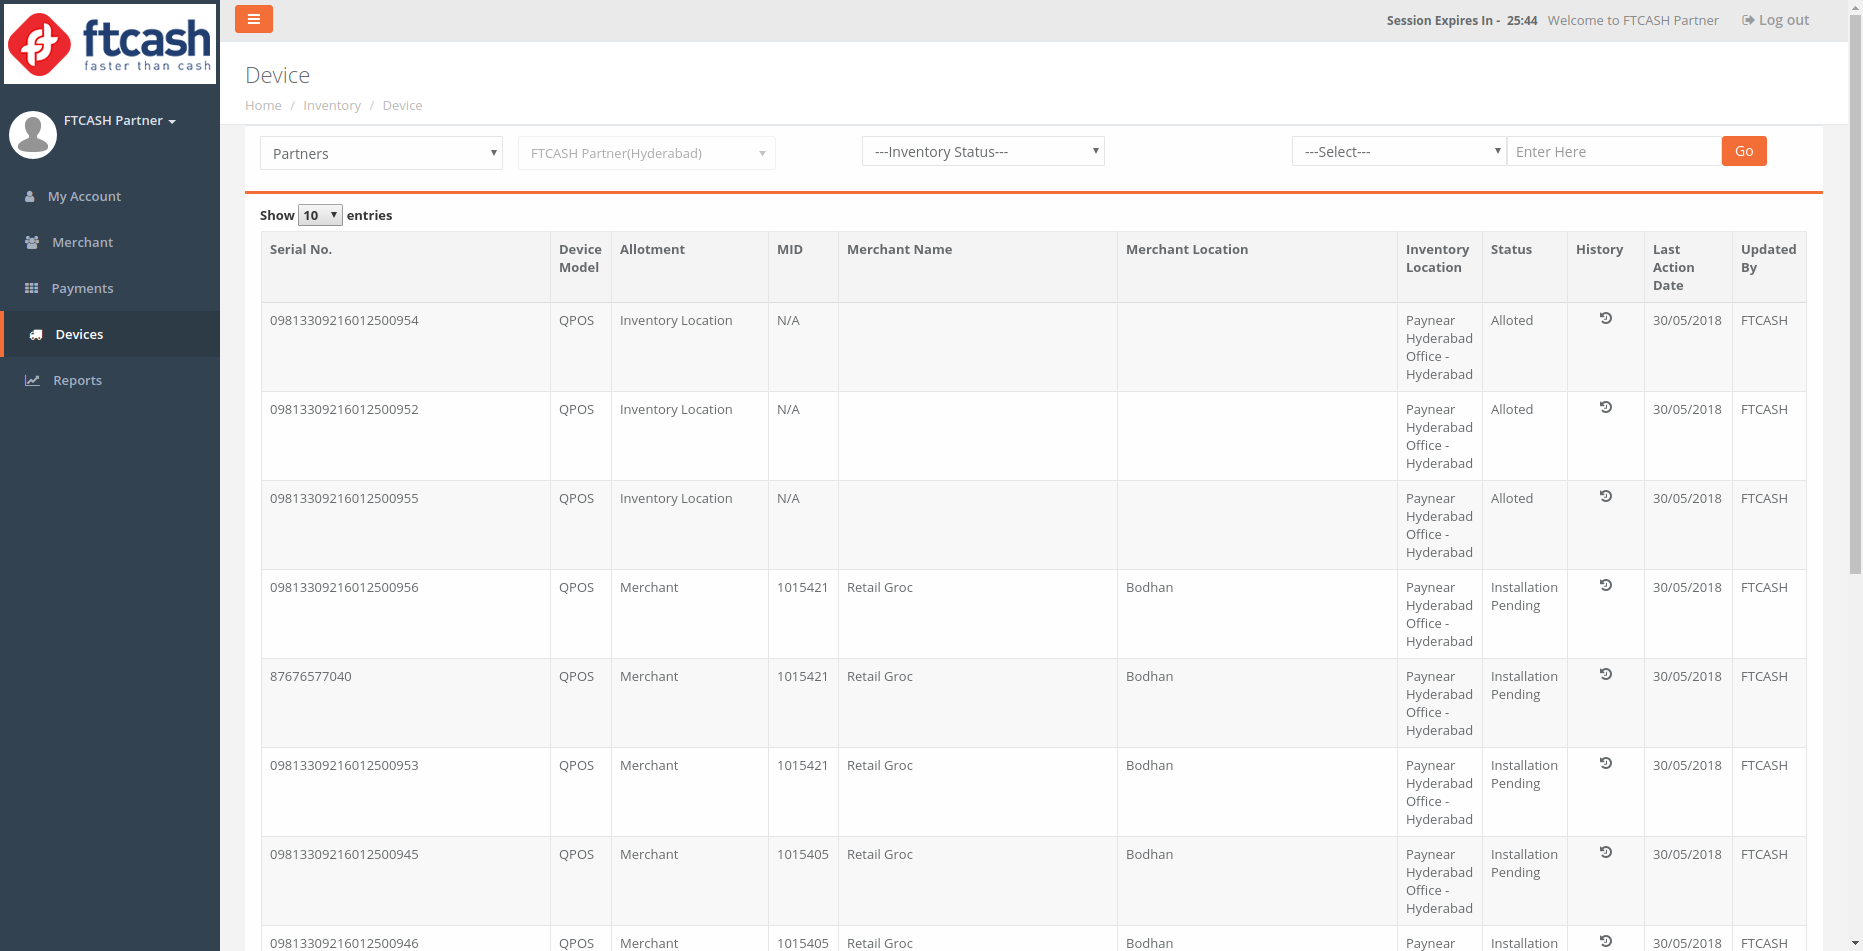 ftcash
faster than cash
Session Expires In - 25:44 Welcome to FTCASH Partner Log out
Device
Home / Inventory / Device
FTCASH Partner
My Account
Merchant
Payments
Devices
Reports
Partners FTCASH Partner(Hyderabad) ---Inventory Status--- ---Select--- Enter Here Go
Show 10 entries
Serial No. Device Allotment MID Merchant Name Merchant Location Inventory Status History Last Updated
Model Location Action By
Date
09813309216012500954 QPOS Inventory Location N/A Paynear Alloted 30/05/2018 FTCASH
Hyderabad
Office -
Hyderabad
09813309216012500952 QPOS Inventory Location N/A Paynear Alloted 30/05/2018 FTCASH
Hyderabad
Office -
Hyderabad
09813309216012500955 QPOS Inventory Location N/A Paynear Alloted 30/05/2018 FTCASH
Hyderabad
Office -
Hyderabad
09813309216012500956 QPOS Merchant 1015421 Retail Groc Bodhan Paynear Installation 30/05/2018 FTCASH
Hyderabad Pending
Office -
Hyderabad
87676577040 QPOS Merchant 1015421 Retail Groc Bodhan Paynear Installation 30/05/2018 FTCASH
Hyderabad Pending
Office -
Hyderabad
09813309216012500953 QPOS Merchant 1015421 Retail Groc Bodhan Paynear Installation 30/05/2018 FTCASH
Hyderabad Pending
Office -
Hyderabad
09813309216012500945 QPOS Merchant 1015405 Retail Groc Bodhan Paynear Installation 30/05/2018 FTCASH
Hyderabad Pending
Office -
Hyderabad
09813309216012500946 QPOS Merchant 1015405 Retail Groc Bodhan Paynear Installation 30/05/2018 FTCASH